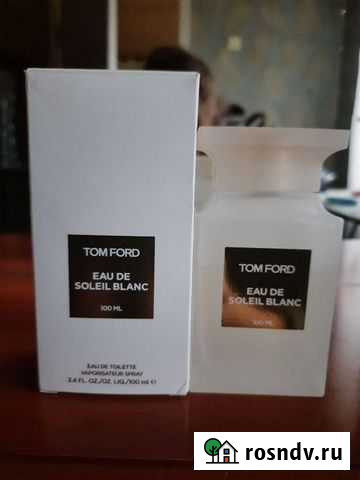 TOM FORD
EAU DE
SOLEIL BLANC
100 ML
EAU DE TOILETTE
VAPORISATEUR SPRAY
3.4 FL. OZ./OZ. LIQ./100 ml ℮
TOM FORD
EAU DE
SOLEIL BLANC
100 ML
rosndv.ru